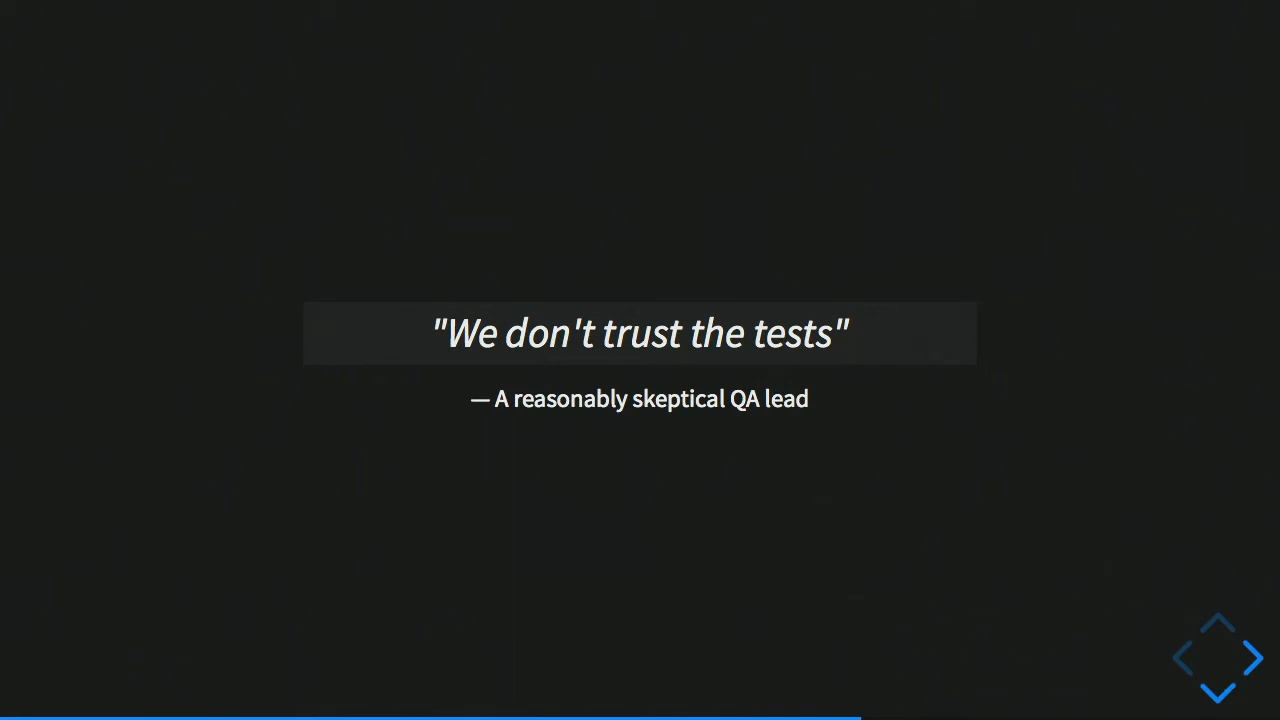 "We don't trust the tests"
— A reasonably skeptical QA lead